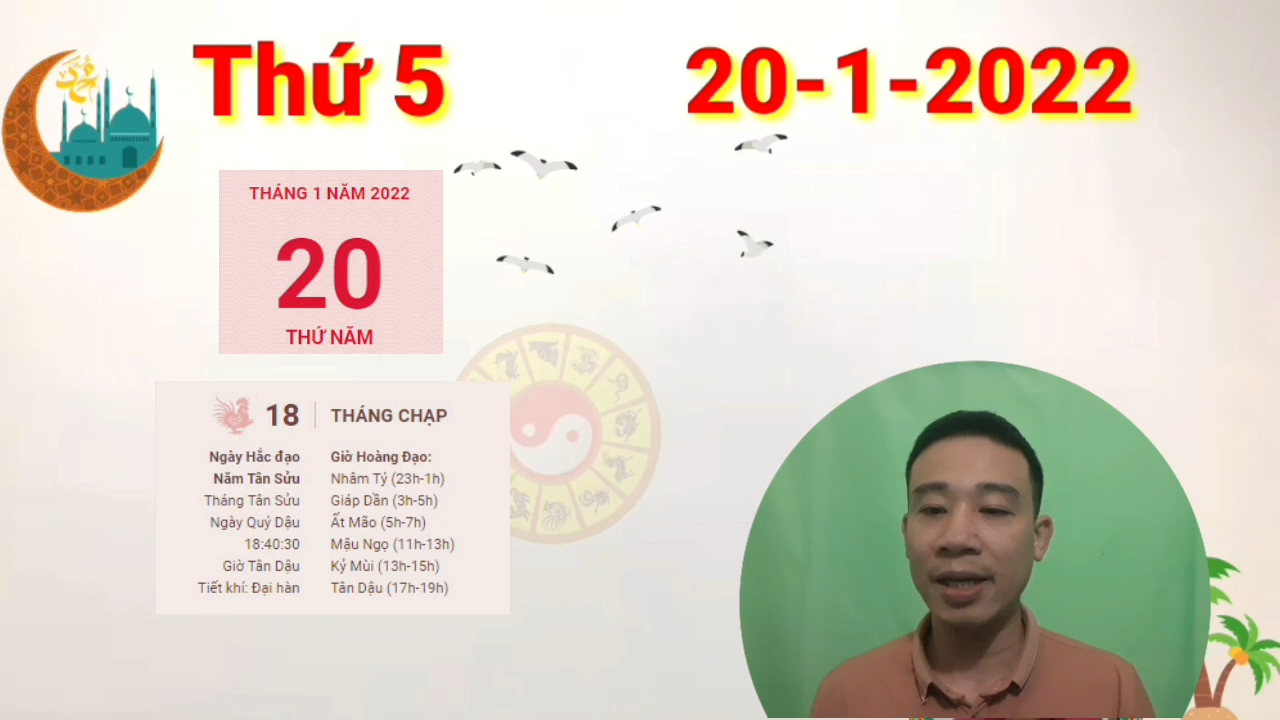 Thứ 5
20-1-2022
THÁNG 1 NĂM 2022
20
THỨ NĂM
18
THÁNG CHẠP
Ngày Hắc đạo
Năm Tân Sửu
Tháng Tân Sửu
Ngày Quý Dậu
18:40:30
Giờ Tân Dậu
Tiết khí: Đại hàn
Giờ Hoàng Đạo:
Nhâm Tý (23h-1h)
Giáp Dần (3h-5h)
Ất Mão (5h-7h)
Mậu Ngọ (11h-13h)
Kỷ Mùi (13h-15h)
Tân Dậu (17h-19h)